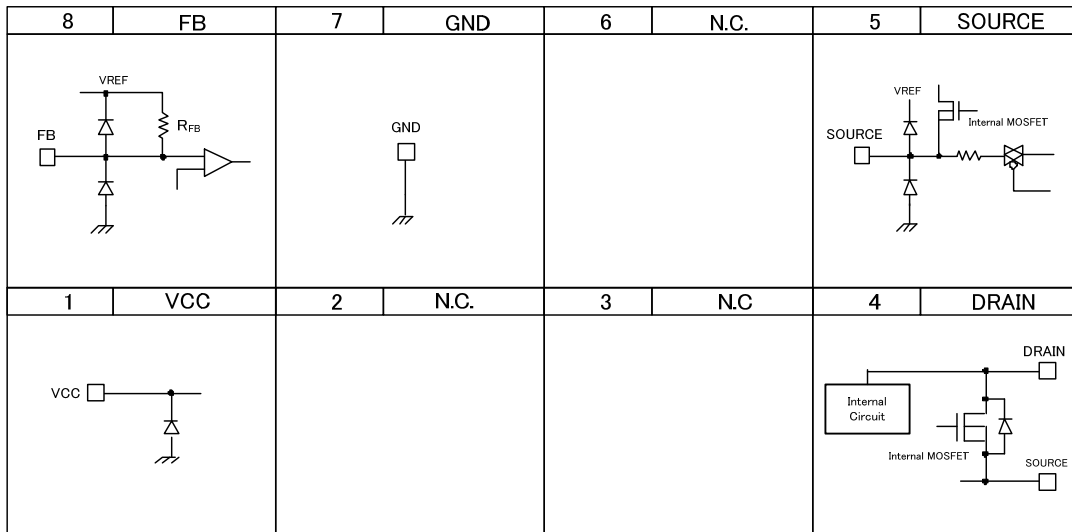 8 FB 7 GND 6 N.C. 5 SOURCE
VREF
FB
RFB
GND
VREF
SOURCE
Internal MOSFET
1 VCC 2 N.C. 3 N.C 4 DRAIN
VCC
DRAIN
Internal
Circuit
Internal MOSFET
SOURCE